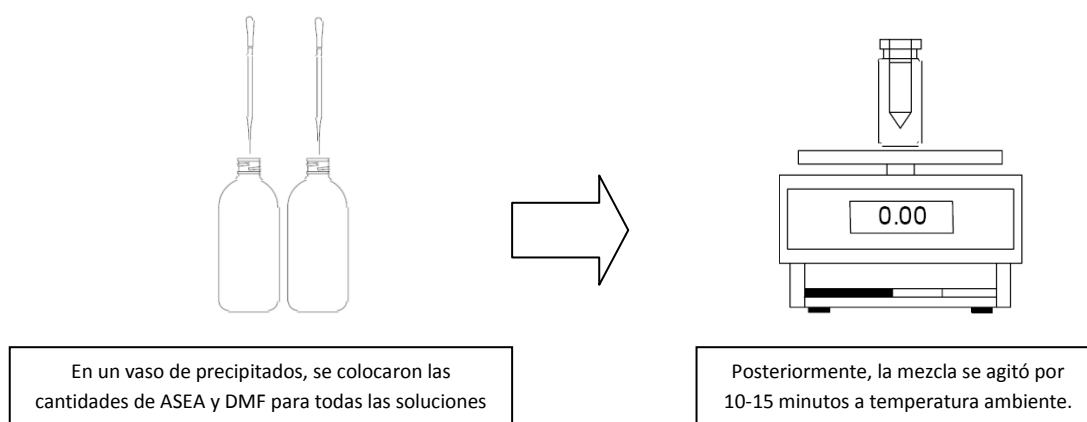 0.00
En un vaso de precipitados, se colocaron las
cantidades de ASEA y DMF para todas las soluciones
Posteriormente, la mezcla se agitó por
10-15 minutos a temperatura ambiente.